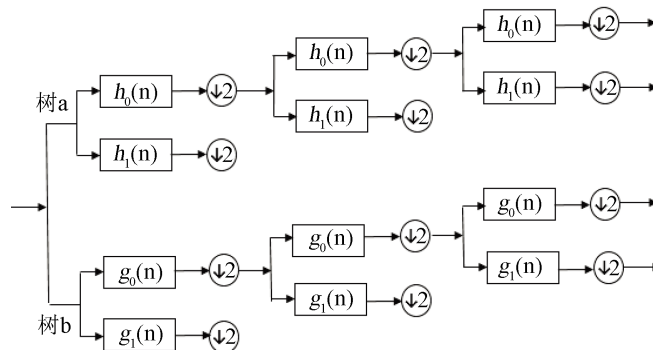 h₀(n) ↓2
h₀(n) ↓2
h₀(n) ↓2
h₁(n) ↓2
树a
h₁(n) ↓2
h₁(n) ↓2
g₀(n) ↓2
g₀(n) ↓2
g₀(n) ↓2
g₁(n) ↓2
g₁(n) ↓2
树b
g₁(n) ↓2